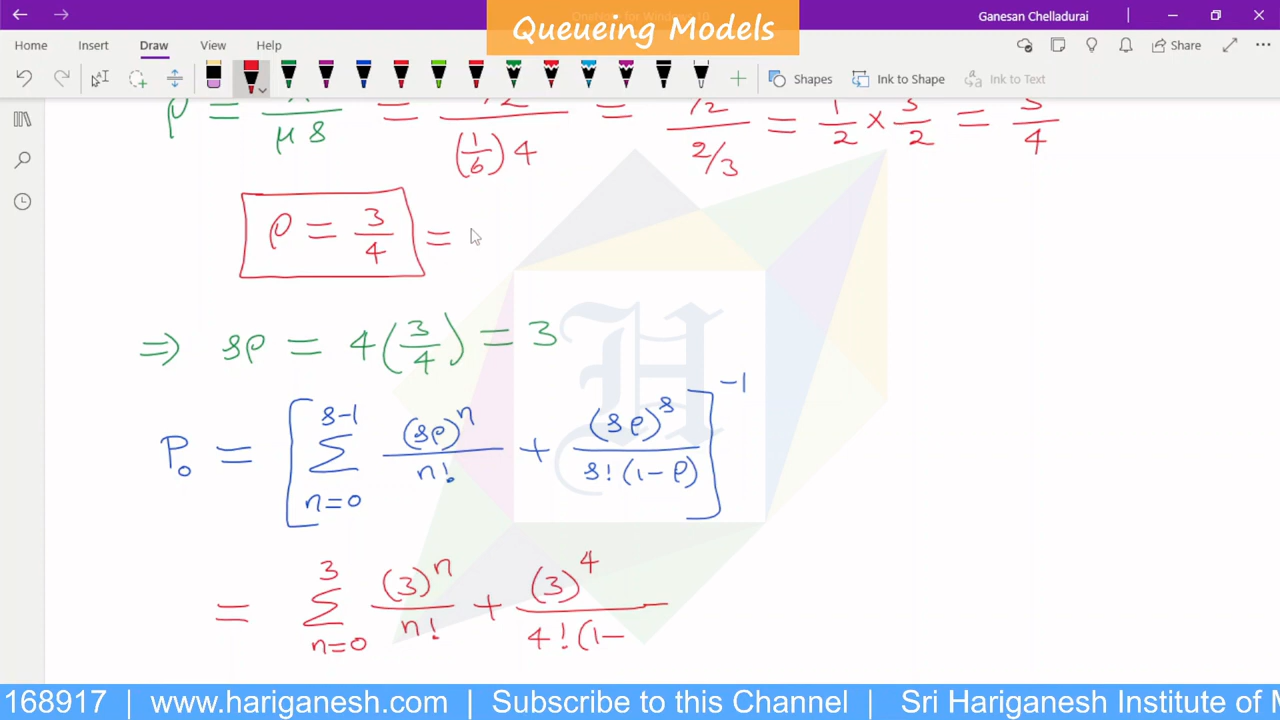 Queueing Models
Ganesan Chelladurai
Home Insert Draw View Help
Share
Shapes Ink to Shape Ink to Text
ρ = / μ s = / (1/6) 4 = 1/2 / 2/3 = 1/2 × 3/2 = 3/4
ρ = 3/4 =
⇒ sρ = 4 (3/4) = 3
P₀ = [ Σ_{n=0}^{s-1} (sρ)^n / n! + (sρ)^s / s! (1 - ρ) ]^{-1}
= Σ_{n=0}^{3} (3)^n / n! + (3)^4 / 4! (1 -
H
168917 | www.hariganesh.com | Subscribe to this Channel | Sri Hariganesh Institute of M